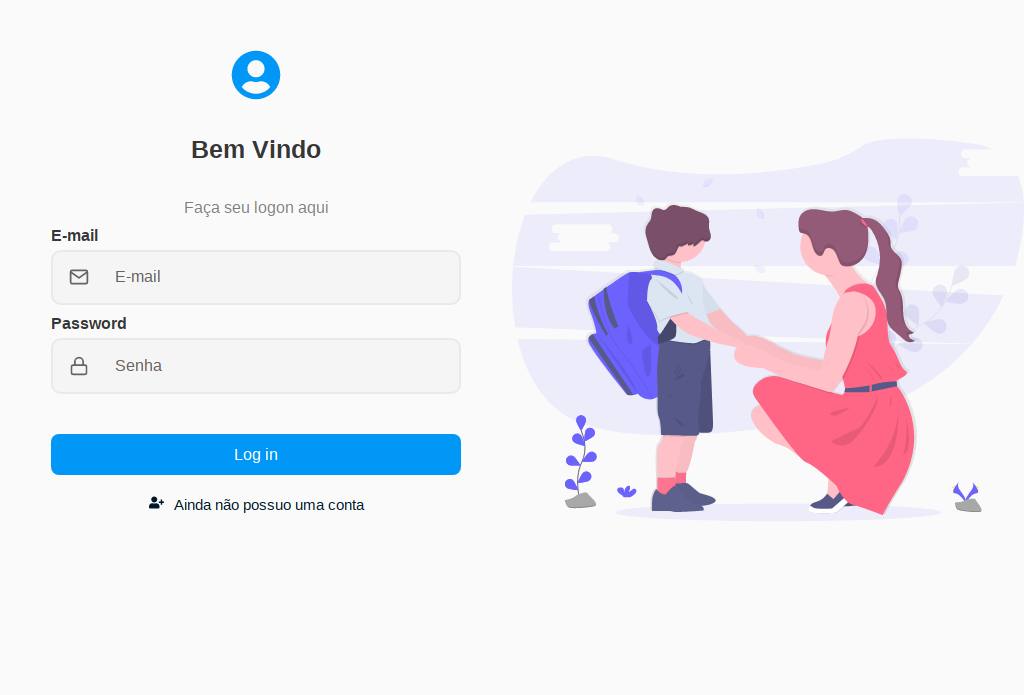 Bem Vindo
Faça seu logon aqui
E-mail
E-mail
Password
Senha
Log in
Ainda não possuo uma conta